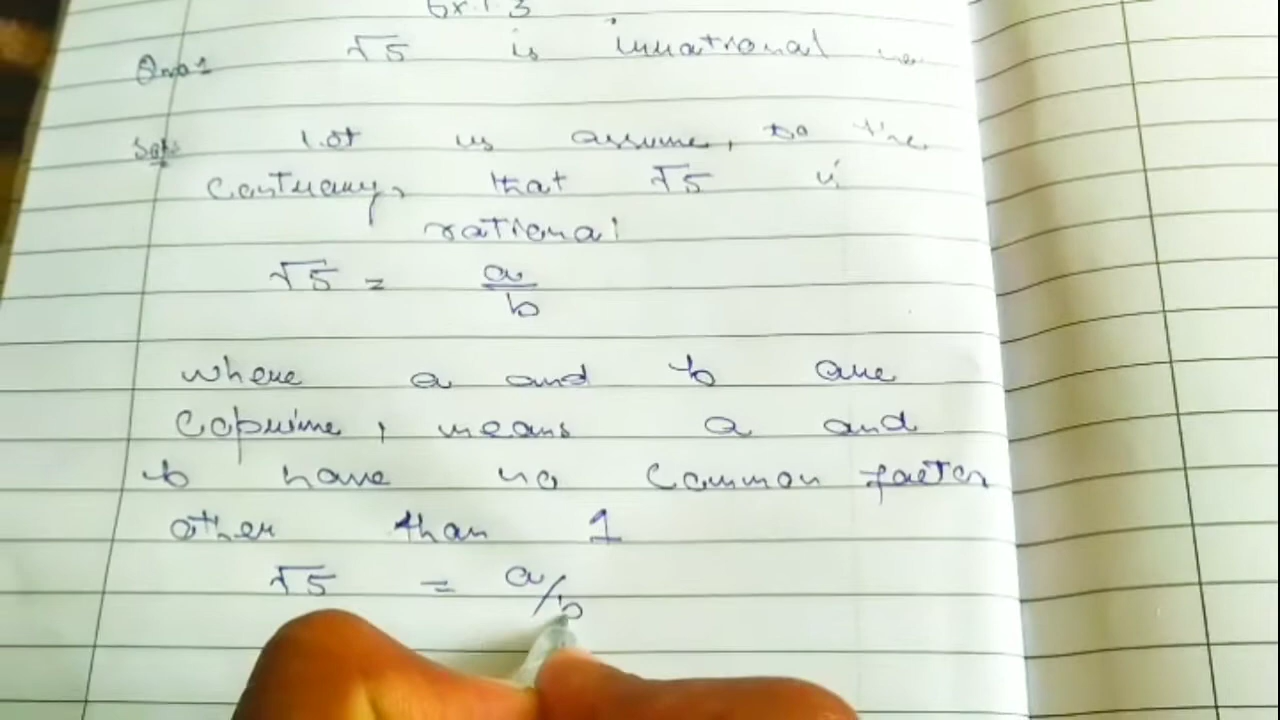 Ex 1.3
Qno1 √5 is irrational no
Sol: Let us assume, to the
Contrary, that √5 is
rational
√5 = a/b
where a and b are
Coprime, means a and
b have no common factor
other than 1
√5 = a/b